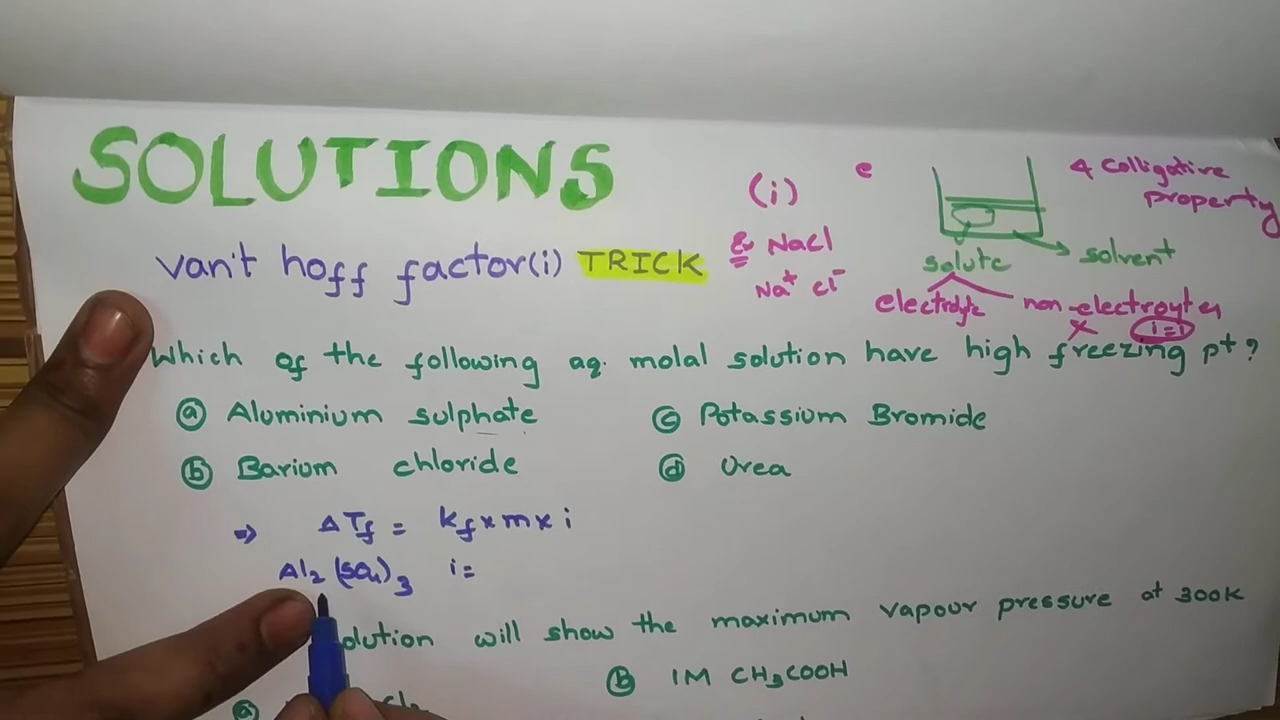 SOLUTIONS
van't hoff factor(i) TRICK
(i)
e
Eg NaCl
Na+ Cl-
4 Colligative
property
solvent
solute
electrolyte non-electroytes
x i=1
Which of the following aq. molal solution have high freezing pt?
(a) Aluminium sulphate
(c) Potassium Bromide
(b) Barium chloride
(d) Urea
⇒ ΔTf = kf x m x i
Al2(SO4)3 i=
olution will show the maximum vapour pressure at 300K
(b) 1M CH3COOH
(a)